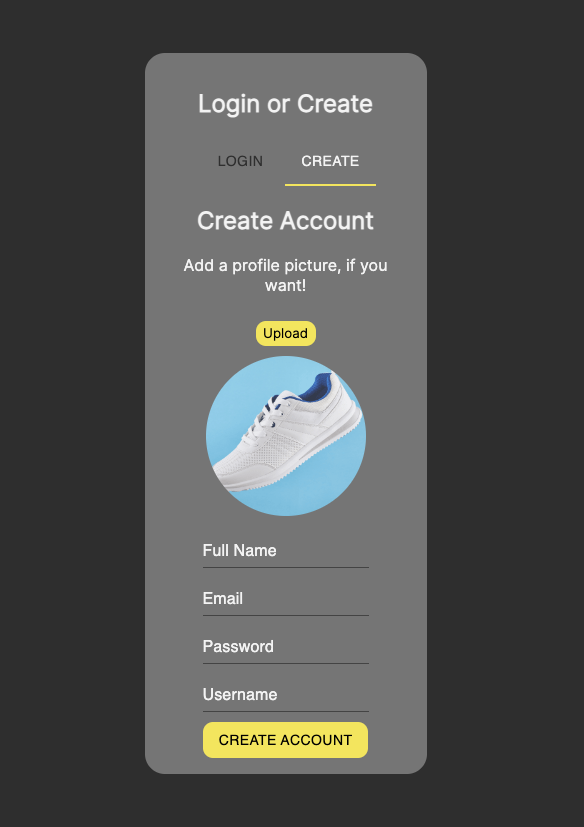 Login or Create
LOGIN CREATE
Create Account
Add a profile picture, if you
want!
Upload
Full Name
Email
Password
Username
CREATE ACCOUNT